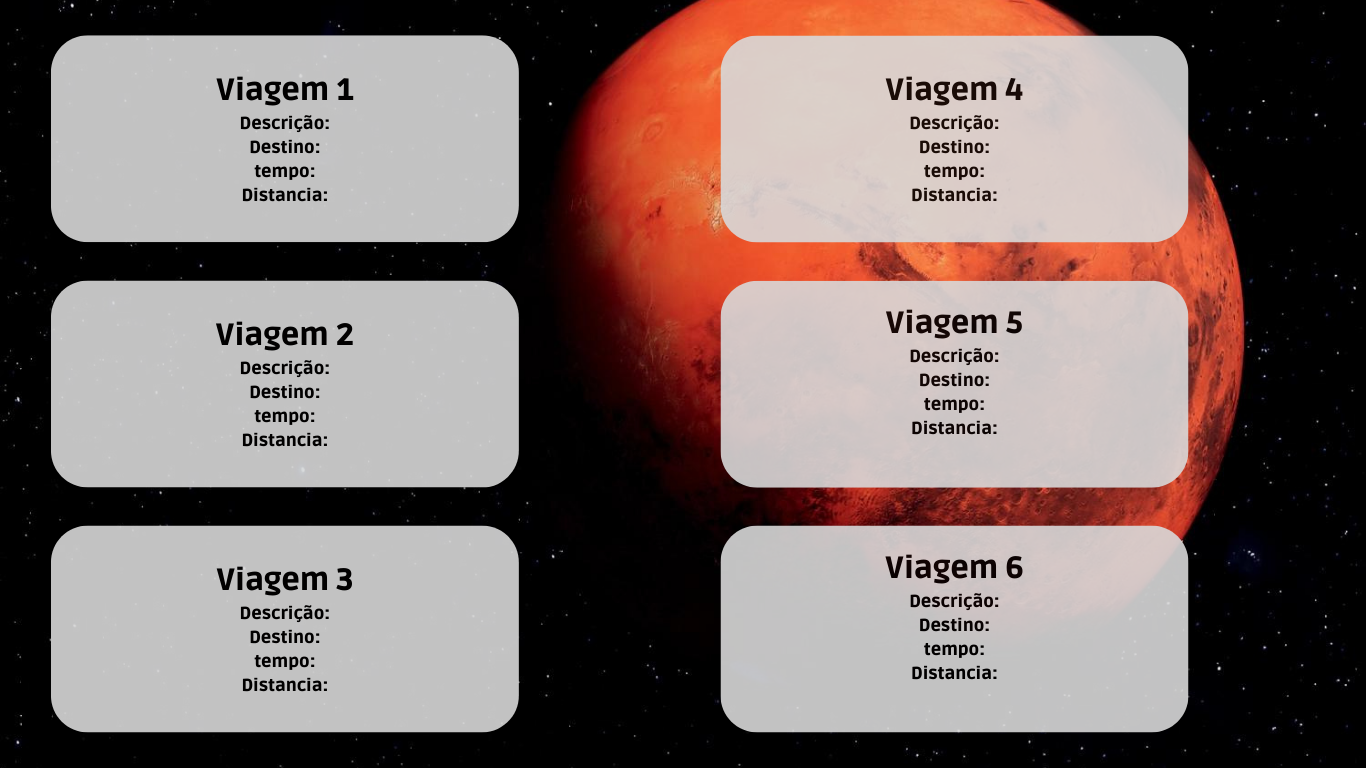 Viagem 1
Descrição:
Destino:
tempo:
Distancia:
Viagem 2
Descrição:
Destino:
tempo:
Distancia:
Viagem 3
Descrição:
Destino:
tempo:
Distancia:
Viagem 4
Descrição:
Destino:
tempo:
Distancia:
Viagem 5
Descrição:
Destino:
tempo:
Distancia:
Viagem 6
Descrição:
Destino:
tempo:
Distancia: